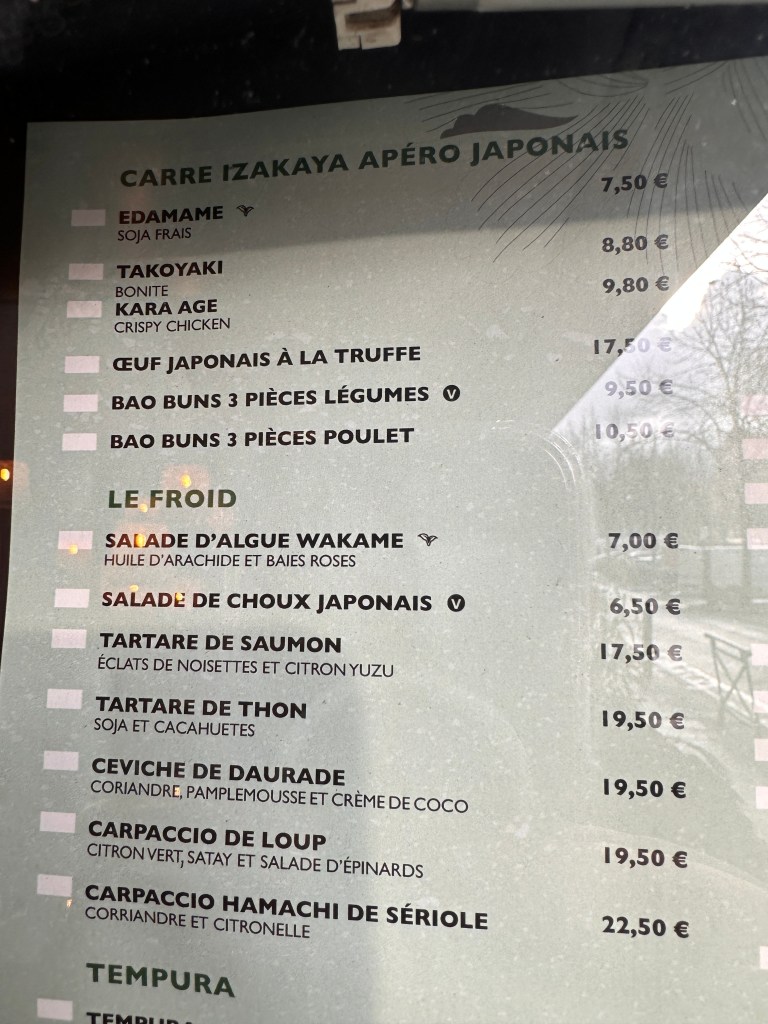 CARRE IZAKAYA APÉRO JAPONAIS
EDAMAME 7,50 €
SOJA FRAIS
TAKOYAKI 8,80 €
BONITE
KARA AGE 9,80 €
CRISPY CHICKEN
ŒUF JAPONAIS À LA TRUFFE 17,50 €
BAO BUNS 3 PIÈCES LÉGUMES V 9,50 €
BAO BUNS 3 PIÈCES POULET 10,50 €
LE FROID
SALADE D'ALGUE WAKAME 7,00 €
HUILE D'ARACHIDE ET BAIES ROSES
SALADE DE CHOUX JAPONAIS V 6,50 €
TARTARE DE SAUMON 17,50 €
ÉCLATS DE NOISETTES ET CITRON YUZU
TARTARE DE THON 19,50 €
SOJA ET CACAHUETES
CEVICHE DE DAURADE 19,50 €
CORIANDRE, PAMPLEMOUSSE ET CRÈME DE COCO
CARPACCIO DE LOUP 19,50 €
CITRON VERT, SATAY ET SALADE D'ÉPINARDS
CARPACCIO HAMACHI DE SÉRIOLE 22,50 €
CORRIANDRE ET CITRONELLE
TEMPURA